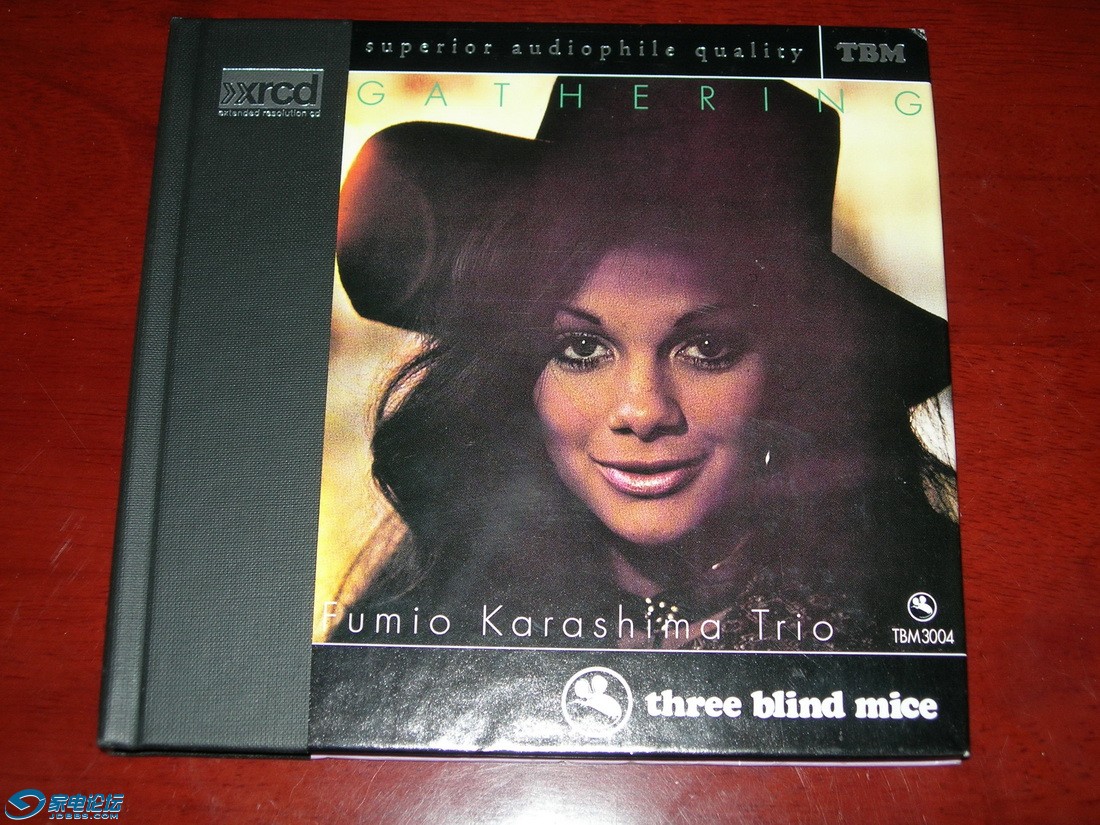 superior audiophile quality TBM
xrcd
extended resolution cd
GATHERING
Fumio Karashima Trio
TBM3004
three blind mice
家电论坛
JDBBS.COM